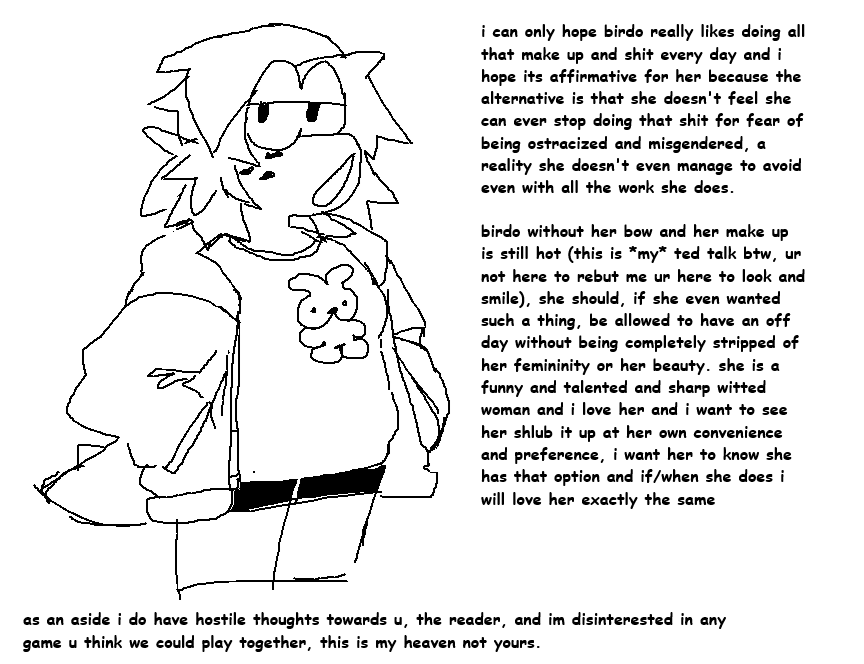 i can only hope birdo really likes doing all
that make up and shit every day and i
hope its affirmative for her because the
alternative is that she doesn't feel she
can ever stop doing that shit for fear of
being ostracized and misgendered, a
reality she doesn't even manage to avoid
even with all the work she does.
birdo without her bow and her make up
is still hot (this is *my* ted talk btw, ur
not here to rebut me ur here to look and
smile), she should, if she even wanted
such a thing, be allowed to have an off
day without being completely stripped of
her femininity or her beauty. she is a
funny and talented and sharp witted
woman and i love her and i want to see
her shlub it up at her own convenience
and preference, i want her to know she
has that option and if/when she does i
will love her exactly the same
as an aside i do have hostile thoughts towards u, the reader, and im disinterested in any
game u think we could play together, this is my heaven not yours.